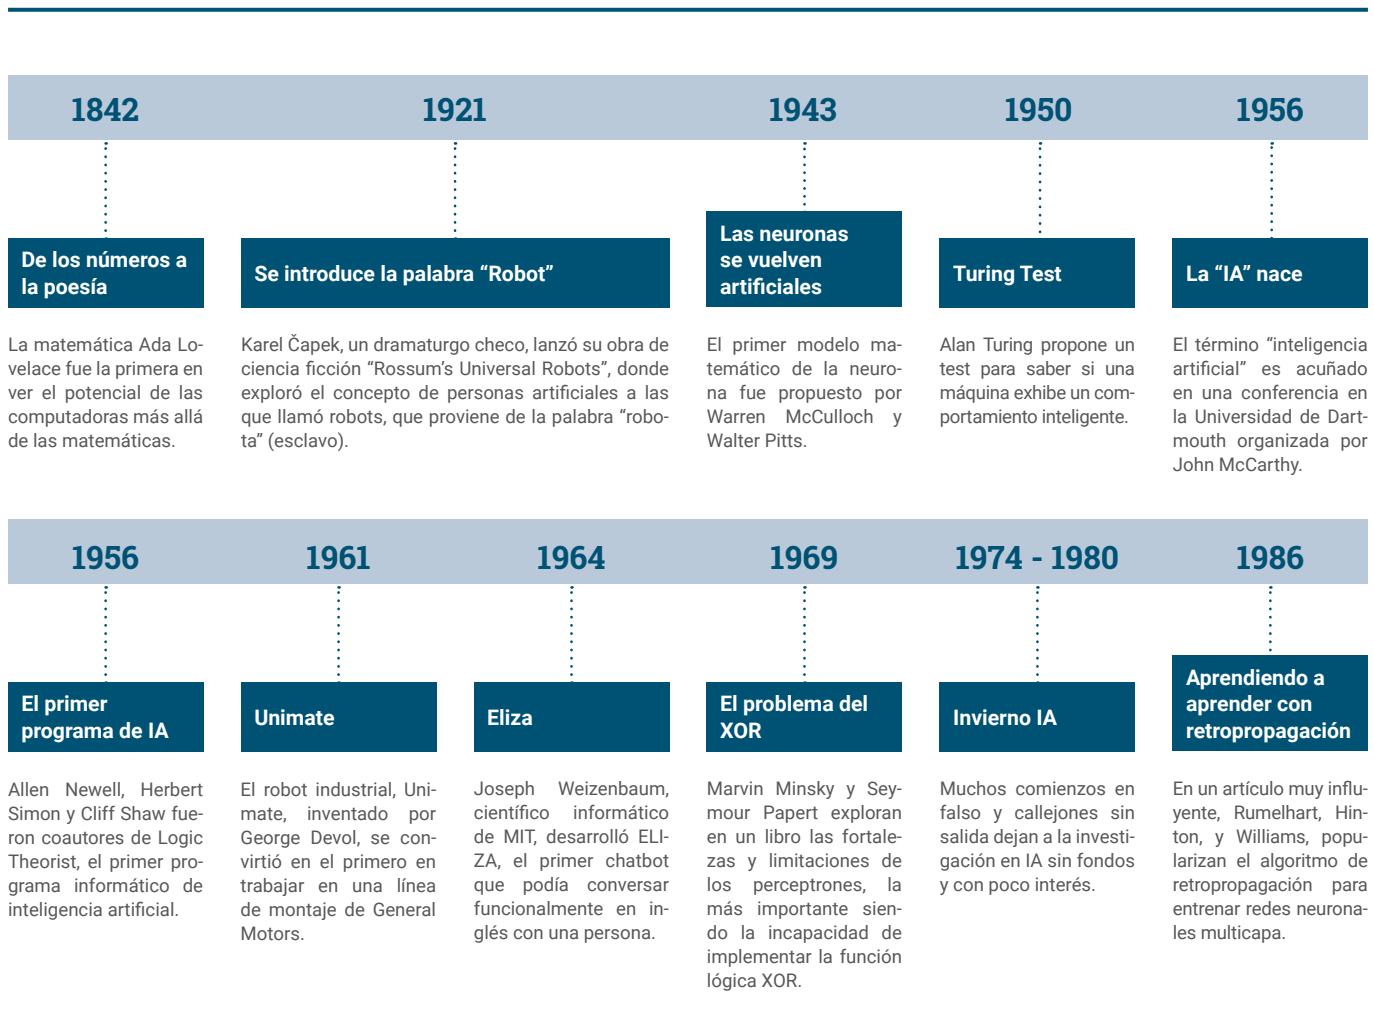 1842
1921
1943
1950
1956
De los números a
la poesía
Se introduce la palabra “Robot”
Las neuronas
se vuelven
artificiales
Turing Test
La “IA” nace
La matemática Ada Lo-
velace fue la primera en
ver el potencial de las
computadoras más allá
de las matemáticas.
Karel Čapek, un dramaturgo checo, lanzó su obra de
ciencia ficción “Rossum’s Universal Robots”, donde
exploró el concepto de personas artificiales a las
que llamó robots, que proviene de la palabra “robo-
ta” (esclavo).
El primer modelo ma-
temático de la neuro-
na fue propuesto por
Warren McCulloch y
Walter Pitts.
Alan Turing propone un
test para saber si una
máquina exhibe un com-
portamiento inteligente.
El término “inteligencia
artificial” es acuñado
en una conferencia en
la Universidad de Dart-
mouth organizada por
John McCarthy.
1956
1961
1964
1969
1974 - 1980
1986
El primer
programa de IA
Unimate
Eliza
El problema del
XOR
Invierno IA
Aprendiendo a
aprender con
retropropagación
Allen Newell, Herbert
Simon y Cliff Shaw fue-
ron coautores de Logic
Theorist, el primer pro-
grama informático de
inteligencia artificial.
El robot industrial, Uni-
mate, inventado por
George Devol, se con-
virtió en el primero en
trabajar en una línea
de montaje de General
Motors.
Joseph Weizenbaum,
científico informático
de MIT, desarrolló ELI-
ZA, el primer chatbot
que podía conversar
funcionalmente en in-
glés con una persona.
Marvin Minsky y Sey-
mour Papert exploran
en un libro las fortale-
zas y limitaciones de
los perceptrones, la
más importante sien-
do la incapacidad de
implementar la función
lógica XOR.
Muchos comienzos en
falso y callejones sin
salida dejan a la investi-
gación en IA sin fondos
y con poco interés.
En un artículo muy influ-
yente, Rumelhart, Hin-
ton, y Williams, popu-
larizan el algoritmo de
retropropagación para
entrenar redes neurona-
les multicapa.